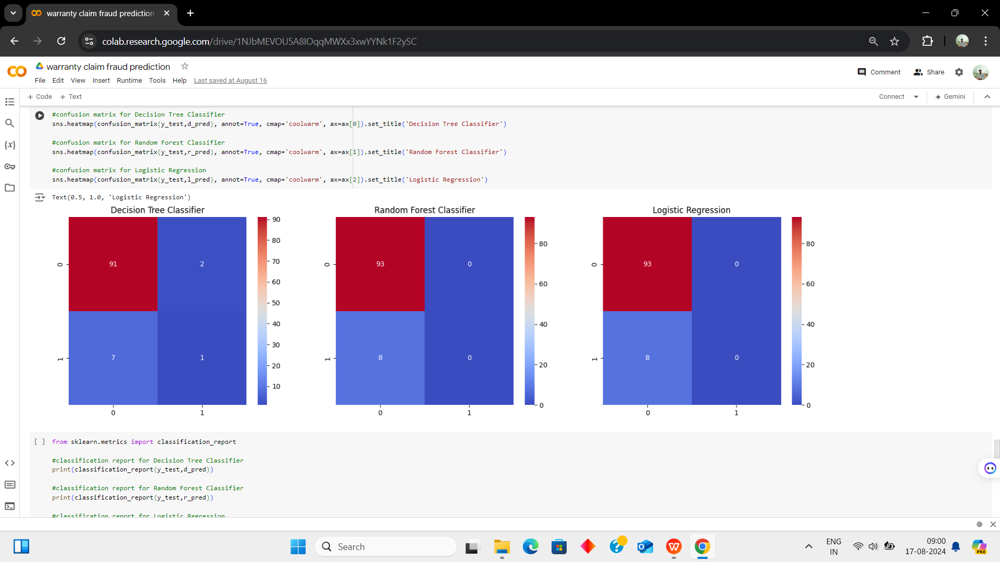 warranty claim fraud prediction
colab.research.google.com/drive/1NJbMEVOU5A8IOqqMWXx3xwYYNk1F2ySC
warranty claim fraud prediction
Comment
Share
File Edit View Insert Runtime Tools Help Last saved at August 16
+ Code + Text
Connect
Gemini
#confusion matrix for Decision Tree Classifier
sns.heatmap(confusion_matrix(y_test,d_pred), annot=True, cmap='coolwarm', ax=ax[0]).set_title('Decision Tree Classifier')
#confusion matrix for Random Forest Classifier
sns.heatmap(confusion_matrix(y_test,r_pred), annot=True, cmap='coolwarm', ax=ax[1]).set_title('Random Forest Classifier')
#confusion matrix for Logistic Regression
sns.heatmap(confusion_matrix(y_test,l_pred), annot=True, cmap='coolwarm', ax=ax[2]).set_title('Logistic Regression')
Text(0.5, 1.0, 'Logistic Regression')
Decision Tree Classifier
0
1
91
2
7
1
0
1
90
80
70
60
50
40
30
20
10
Random Forest Classifier
0
1
93
0
8
0
0
1
80
60
40
20
0
Logistic Regression
0
1
93
0
8
0
0
1
80
60
40
20
0
[ ] from sklearn.metrics import classification_report
#classification report for Decision Tree Classifier
print(classification_report(y_test,d_pred))
#classification report for Random Forest Classifier
print(classification_report(y_test,r_pred))
#classification report for Logistic Regression
{x}
Search
ENG
IN
09:00
17-08-2024
PRE